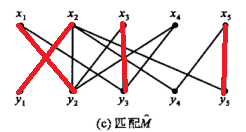 x₁ x₂ x₃ x₄ x₅
y₁ y₂ y₃ y₄ y₅
(c) 匹配M̂